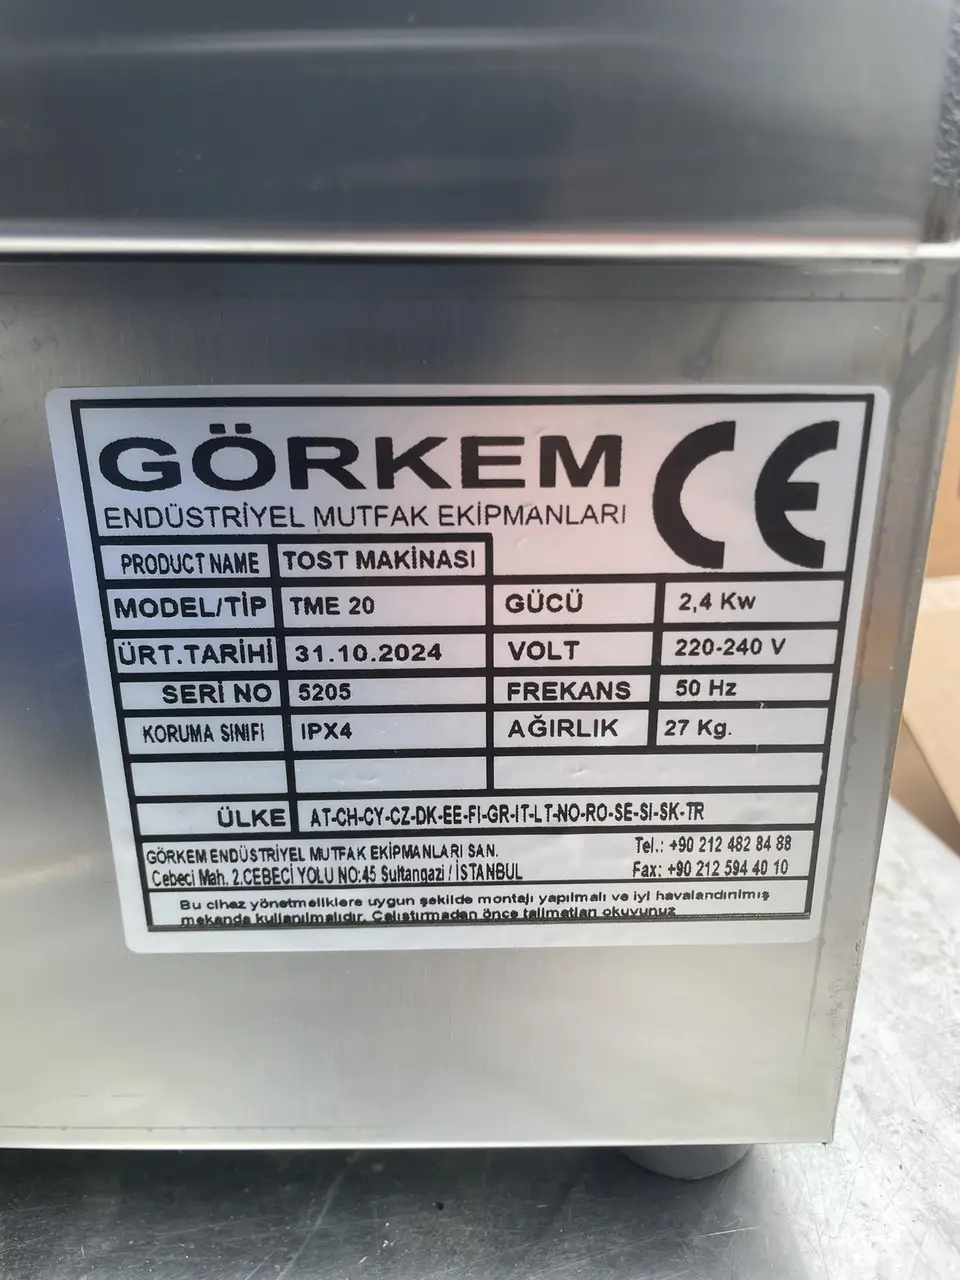 GÖRKEM
ENDÜSTRİYEL MUTFAK EKİPMANLARI
CE
PRODUCT NAME TOST MAKİNASI
MODEL/TİP TME 20 GÜCÜ 2,4 Kw
ÜRT.TARİHİ 31.10.2024 VOLT 220-240 V
SERİ NO 5205 FREKANS 50 Hz
KORUMA SINIFI IPX4 AĞIRLIK 27 Kg.
ÜLKE AT-CH-CY-CZ-DK-EE-FI-GR-IT-LT-NO-RO-SE-SI-SK-TR
GÖRKEM ENDÜSTRİYEL MUTFAK EKİPMANLARI SAN. Tel.: +90 212 482 84 88
Cebeci Mah. 2.CEBECİ YOLU NO:45 Sultangazi / İSTANBUL Fax: +90 212 594 40 10
Bu cihaz yönetmeliklere uygun şekilde montajı yapılmalı ve iyi havalandırılmış
mekanda kullanılmalıdır. Çalıştırmadan önce talimatları okuyunuz